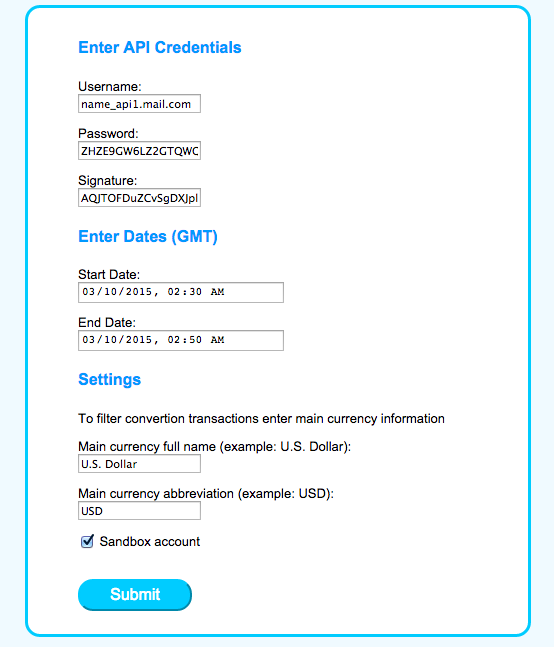 Enter API Credentials
Username:
name_api1.mail.com
Password:
ZHZE9GW6LZ2GTQWC
Signature:
AQJTOFDuZCvSgDXJpl
Enter Dates (GMT)
Start Date:
03/10/2015, 02:30 AM
End Date:
03/10/2015, 02:50 AM
Settings
To filter convertion transactions enter main currency information
Main currency full name (example: U.S. Dollar):
U.S. Dollar
Main currency abbreviation (example: USD):
USD
Sandbox account
Submit